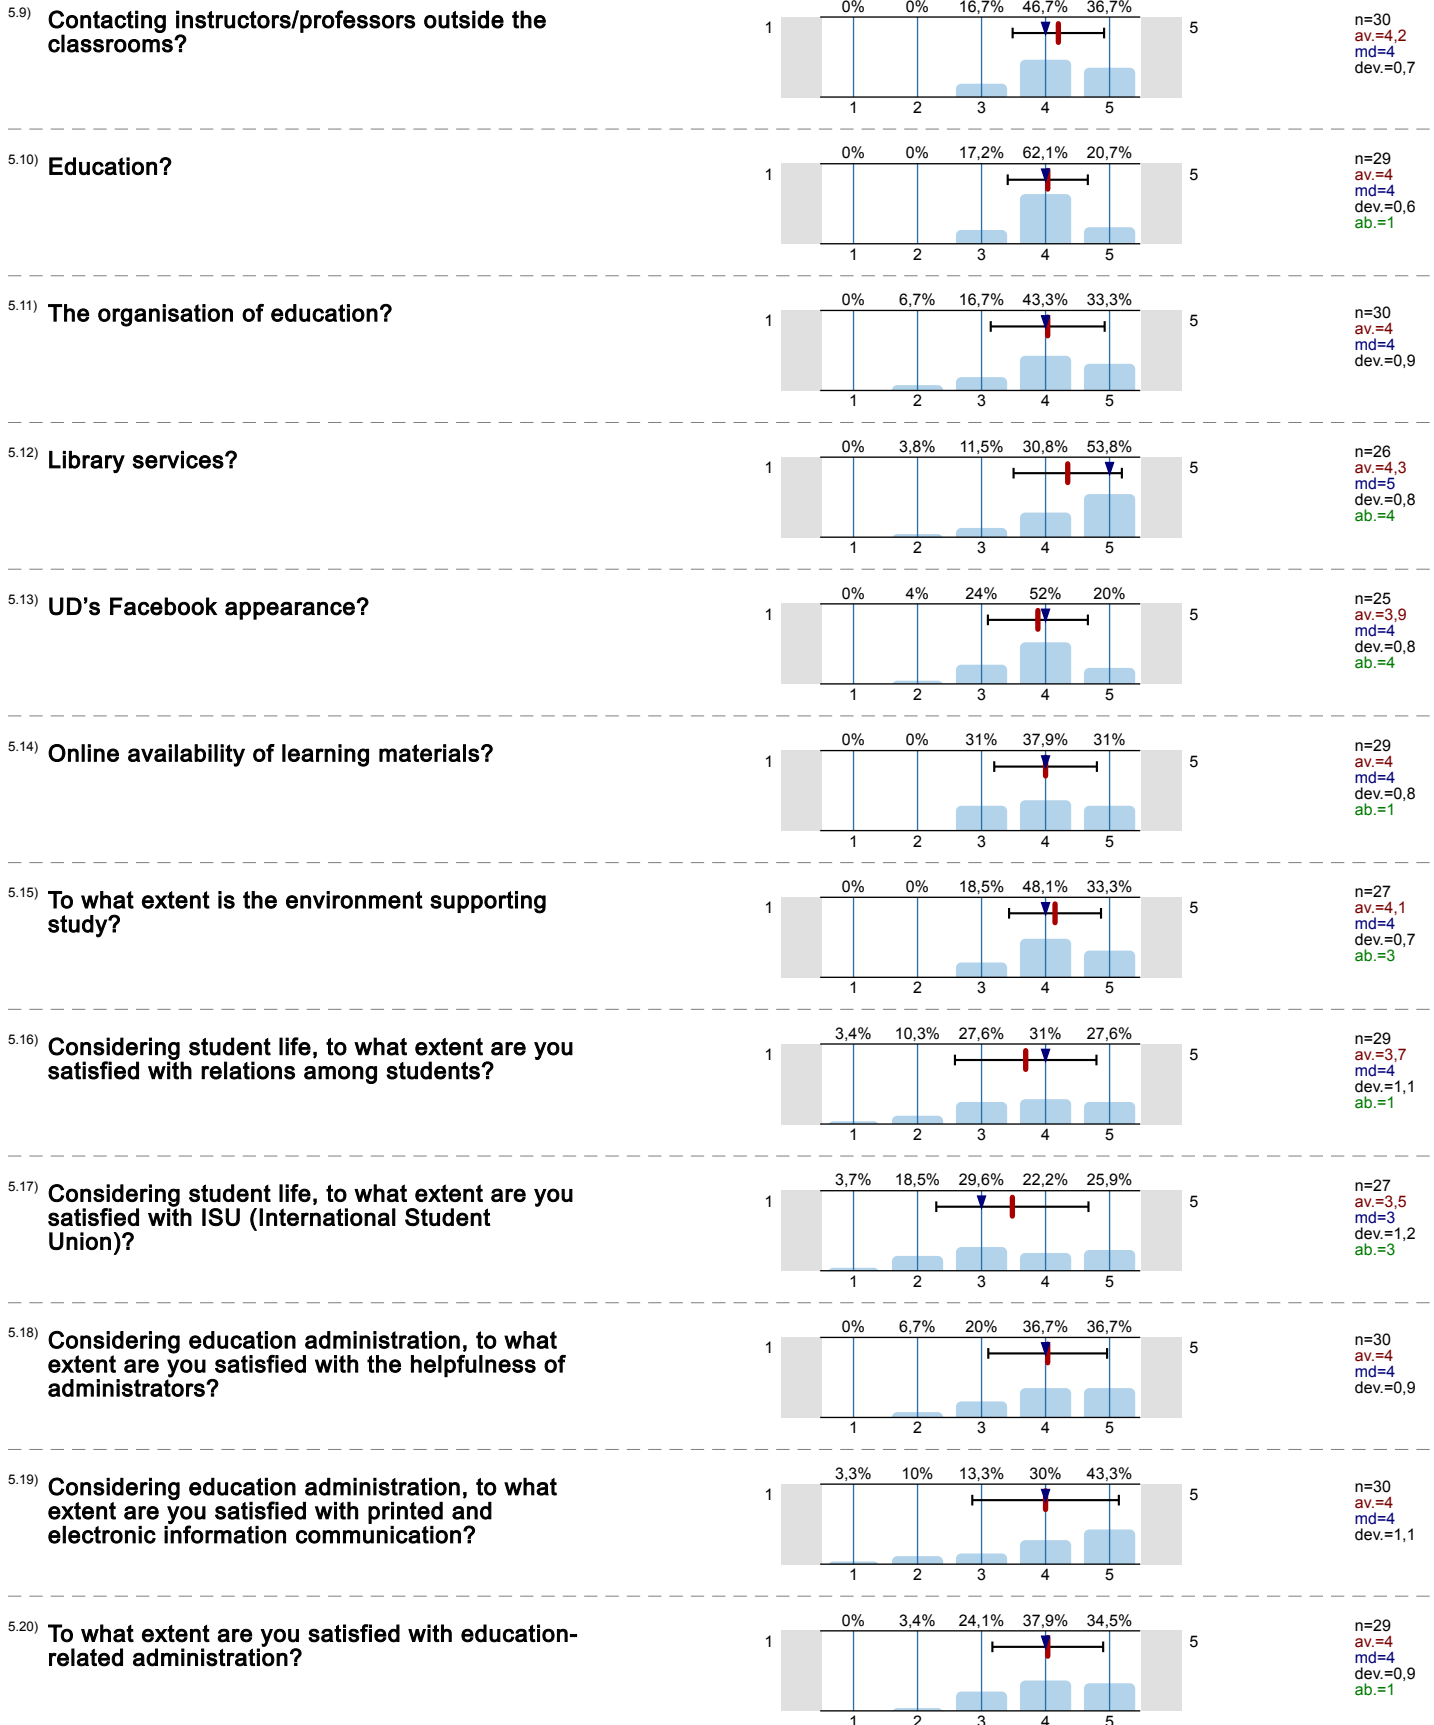 5.9) Contacting instructors/professors outside the
classrooms?
0% 0% 16,7% 46,7% 36,7%
1 5
1 2 3 4 5
n=30
av.=4,2
md=4
dev.=0,7
5.10) Education?
0% 0% 17,2% 62,1% 20,7%
1 5
1 2 3 4 5
n=29
av.=4
md=4
dev.=0,6
ab.=1
5.11) The organisation of education?
0% 6,7% 16,7% 43,3% 33,3%
1 5
1 2 3 4 5
n=30
av.=4
md=4
dev.=0,9
5.12) Library services?
0% 3,8% 11,5% 30,8% 53,8%
1 5
1 2 3 4 5
n=26
av.=4,3
md=5
dev.=0,8
ab.=4
5.13) UD’s Facebook appearance?
0% 4% 24% 52% 20%
1 5
1 2 3 4 5
n=25
av.=3,9
md=4
dev.=0,8
ab.=4
5.14) Online availability of learning materials?
0% 0% 31% 37,9% 31%
1 5
1 2 3 4 5
n=29
av.=4
md=4
dev.=0,8
ab.=1
5.15) To what extent is the environment supporting
study?
0% 0% 18,5% 48,1% 33,3%
1 5
1 2 3 4 5
n=27
av.=4,1
md=4
dev.=0,7
ab.=3
5.16) Considering student life, to what extent are you
satisfied with relations among students?
3,4% 10,3% 27,6% 31% 27,6%
1 5
1 2 3 4 5
n=29
av.=3,7
md=4
dev.=1,1
ab.=1
5.17) Considering student life, to what extent are you
satisfied with ISU (International Student
Union)?
3,7% 18,5% 29,6% 22,2% 25,9%
1 5
1 2 3 4 5
n=27
av.=3,5
md=3
dev.=1,2
ab.=3
5.18) Considering education administration, to what
extent are you satisfied with the helpfulness of
administrators?
0% 6,7% 20% 36,7% 36,7%
1 5
1 2 3 4 5
n=30
av.=4
md=4
dev.=0,9
5.19) Considering education administration, to what
extent are you satisfied with printed and
electronic information communication?
3,3% 10% 13,3% 30% 43,3%
1 5
1 2 3 4 5
n=30
av.=4
md=4
dev.=1,1
5.20) To what extent are you satisfied with education-
related administration?
0% 3,4% 24,1% 37,9% 34,5%
1 5
1 2 3 4 5
n=29
av.=4
md=4
dev.=0,9
ab.=1